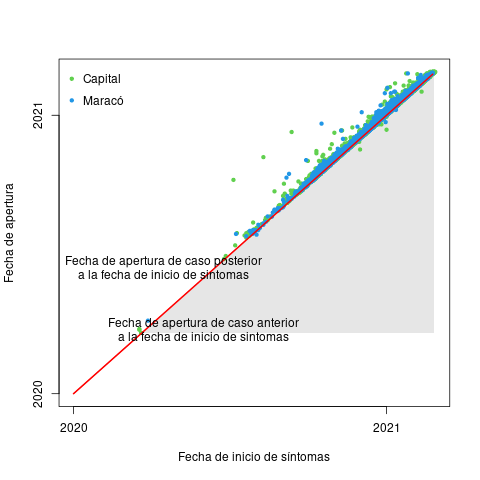 Capital
Maracó
2021
Fecha de apertura
Fecha de apertura de caso posterior
a la fecha de inicio de síntomas
Fecha de apertura de caso anterior
a la fecha de inicio de síntomas
2020
2020
2021
Fecha de inicio de síntomas